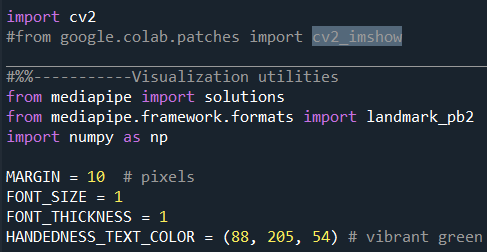 import cv2
#from google.colab.patches import cv2_imshow
#%%-----------Visualization utilities
from mediapipe import solutions
from mediapipe.framework.formats import landmark_pb2
import numpy as np
MARGIN = 10  # pixels
FONT_SIZE = 1
FONT_THICKNESS = 1
HANDEDNESS_TEXT_COLOR = (88, 205, 54) # vibrant green